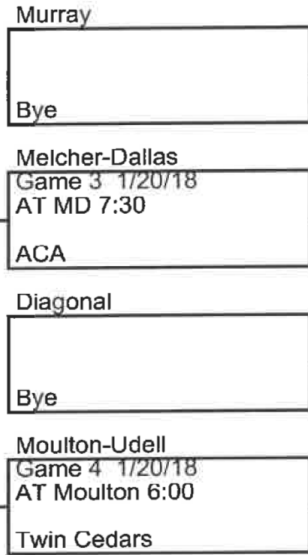 Murray
Bye
Melcher-Dallas
Game 3 1/20/18
AT MD 7:30
ACA
Diagonal
Bye
Moulton-Udell
Game 4 1/20/18
AT Moulton 6:00
Twin Cedars